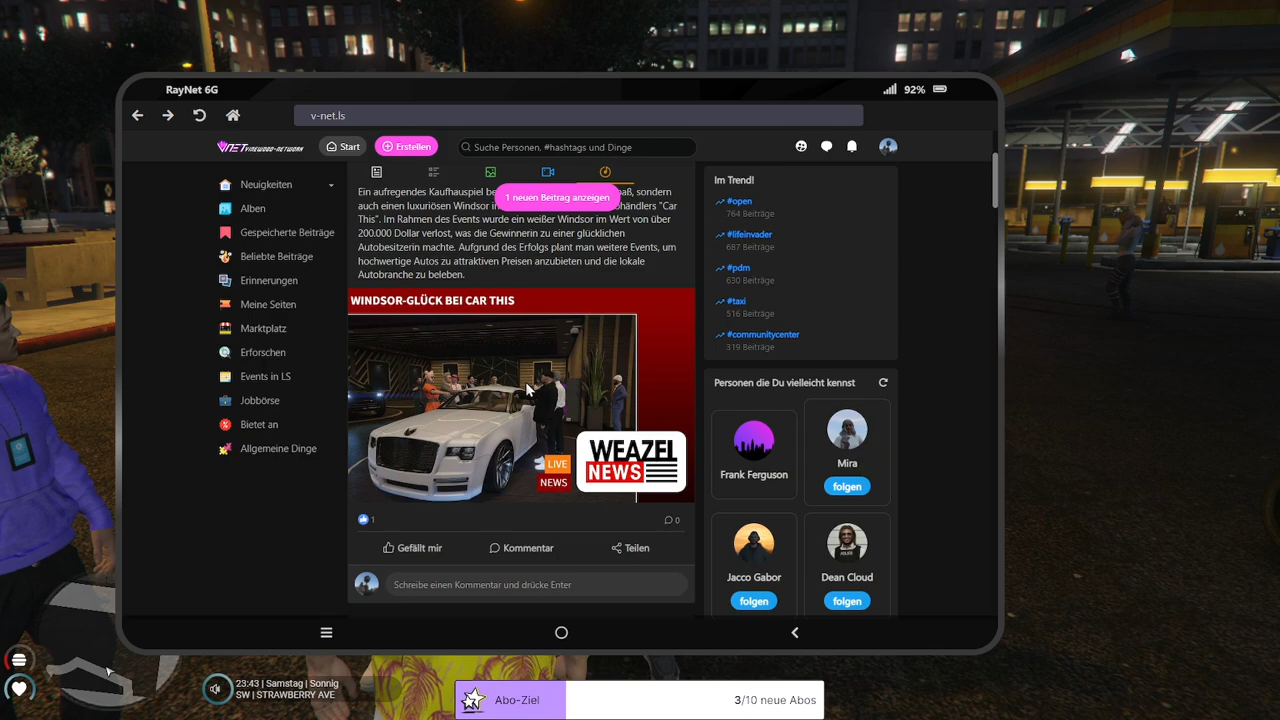 RayNet 6G
92%
v-net.ls
VNET VINEWOOD-NETWORK
Start
Erstellen
Suche Personen, #hashtags und Dinge
Neuigkeiten
Alben
Gespeicherte Beiträge
Beliebte Beiträge
Erinnerungen
Meine Seiten
Marktplatz
Erforschen
Events in LS
Jobbörse
Bietet an
Allgemeine Dinge
1 neuen Beitrag anzeigen
Ein aufregendes Kaufhauspiel paß, sondern
auch einen luxuriösen Windsor "Car
This". Im Rahmen des Events wurde ein weißer Windsor im Wert von über
200.000 Dollar verlost, was die Gewinnerin zu einer glücklichen
Autobesitzerin machte. Aufgrund des Erfolgs plant man weitere Events, um
hochwertige Autos zu attraktiven Preisen anzubieten und die lokale
Autobranche zu beleben.
WINDSOR-GLÜCK BEI CAR THIS
LIVE
NEWS
WEAZEL
NEWS
1
0
Gefällt mir
Kommentar
Teilen
Schreibe einen Kommentar und drücke Enter
Im Trend!
#open
764 Beiträge
#lifeinvader
687 Beiträge
#pdm
630 Beiträge
#taxi
516 Beiträge
#communitycenter
319 Beiträge
Personen die Du vielleicht kennst
Frank Ferguson
Mira
folgen
Jacco Gabor
folgen
Dean Cloud
folgen
23:43 | Samstag | Sonnig
SW | STRAWBERRY AVE
Abo-Ziel
3/10 neue Abos